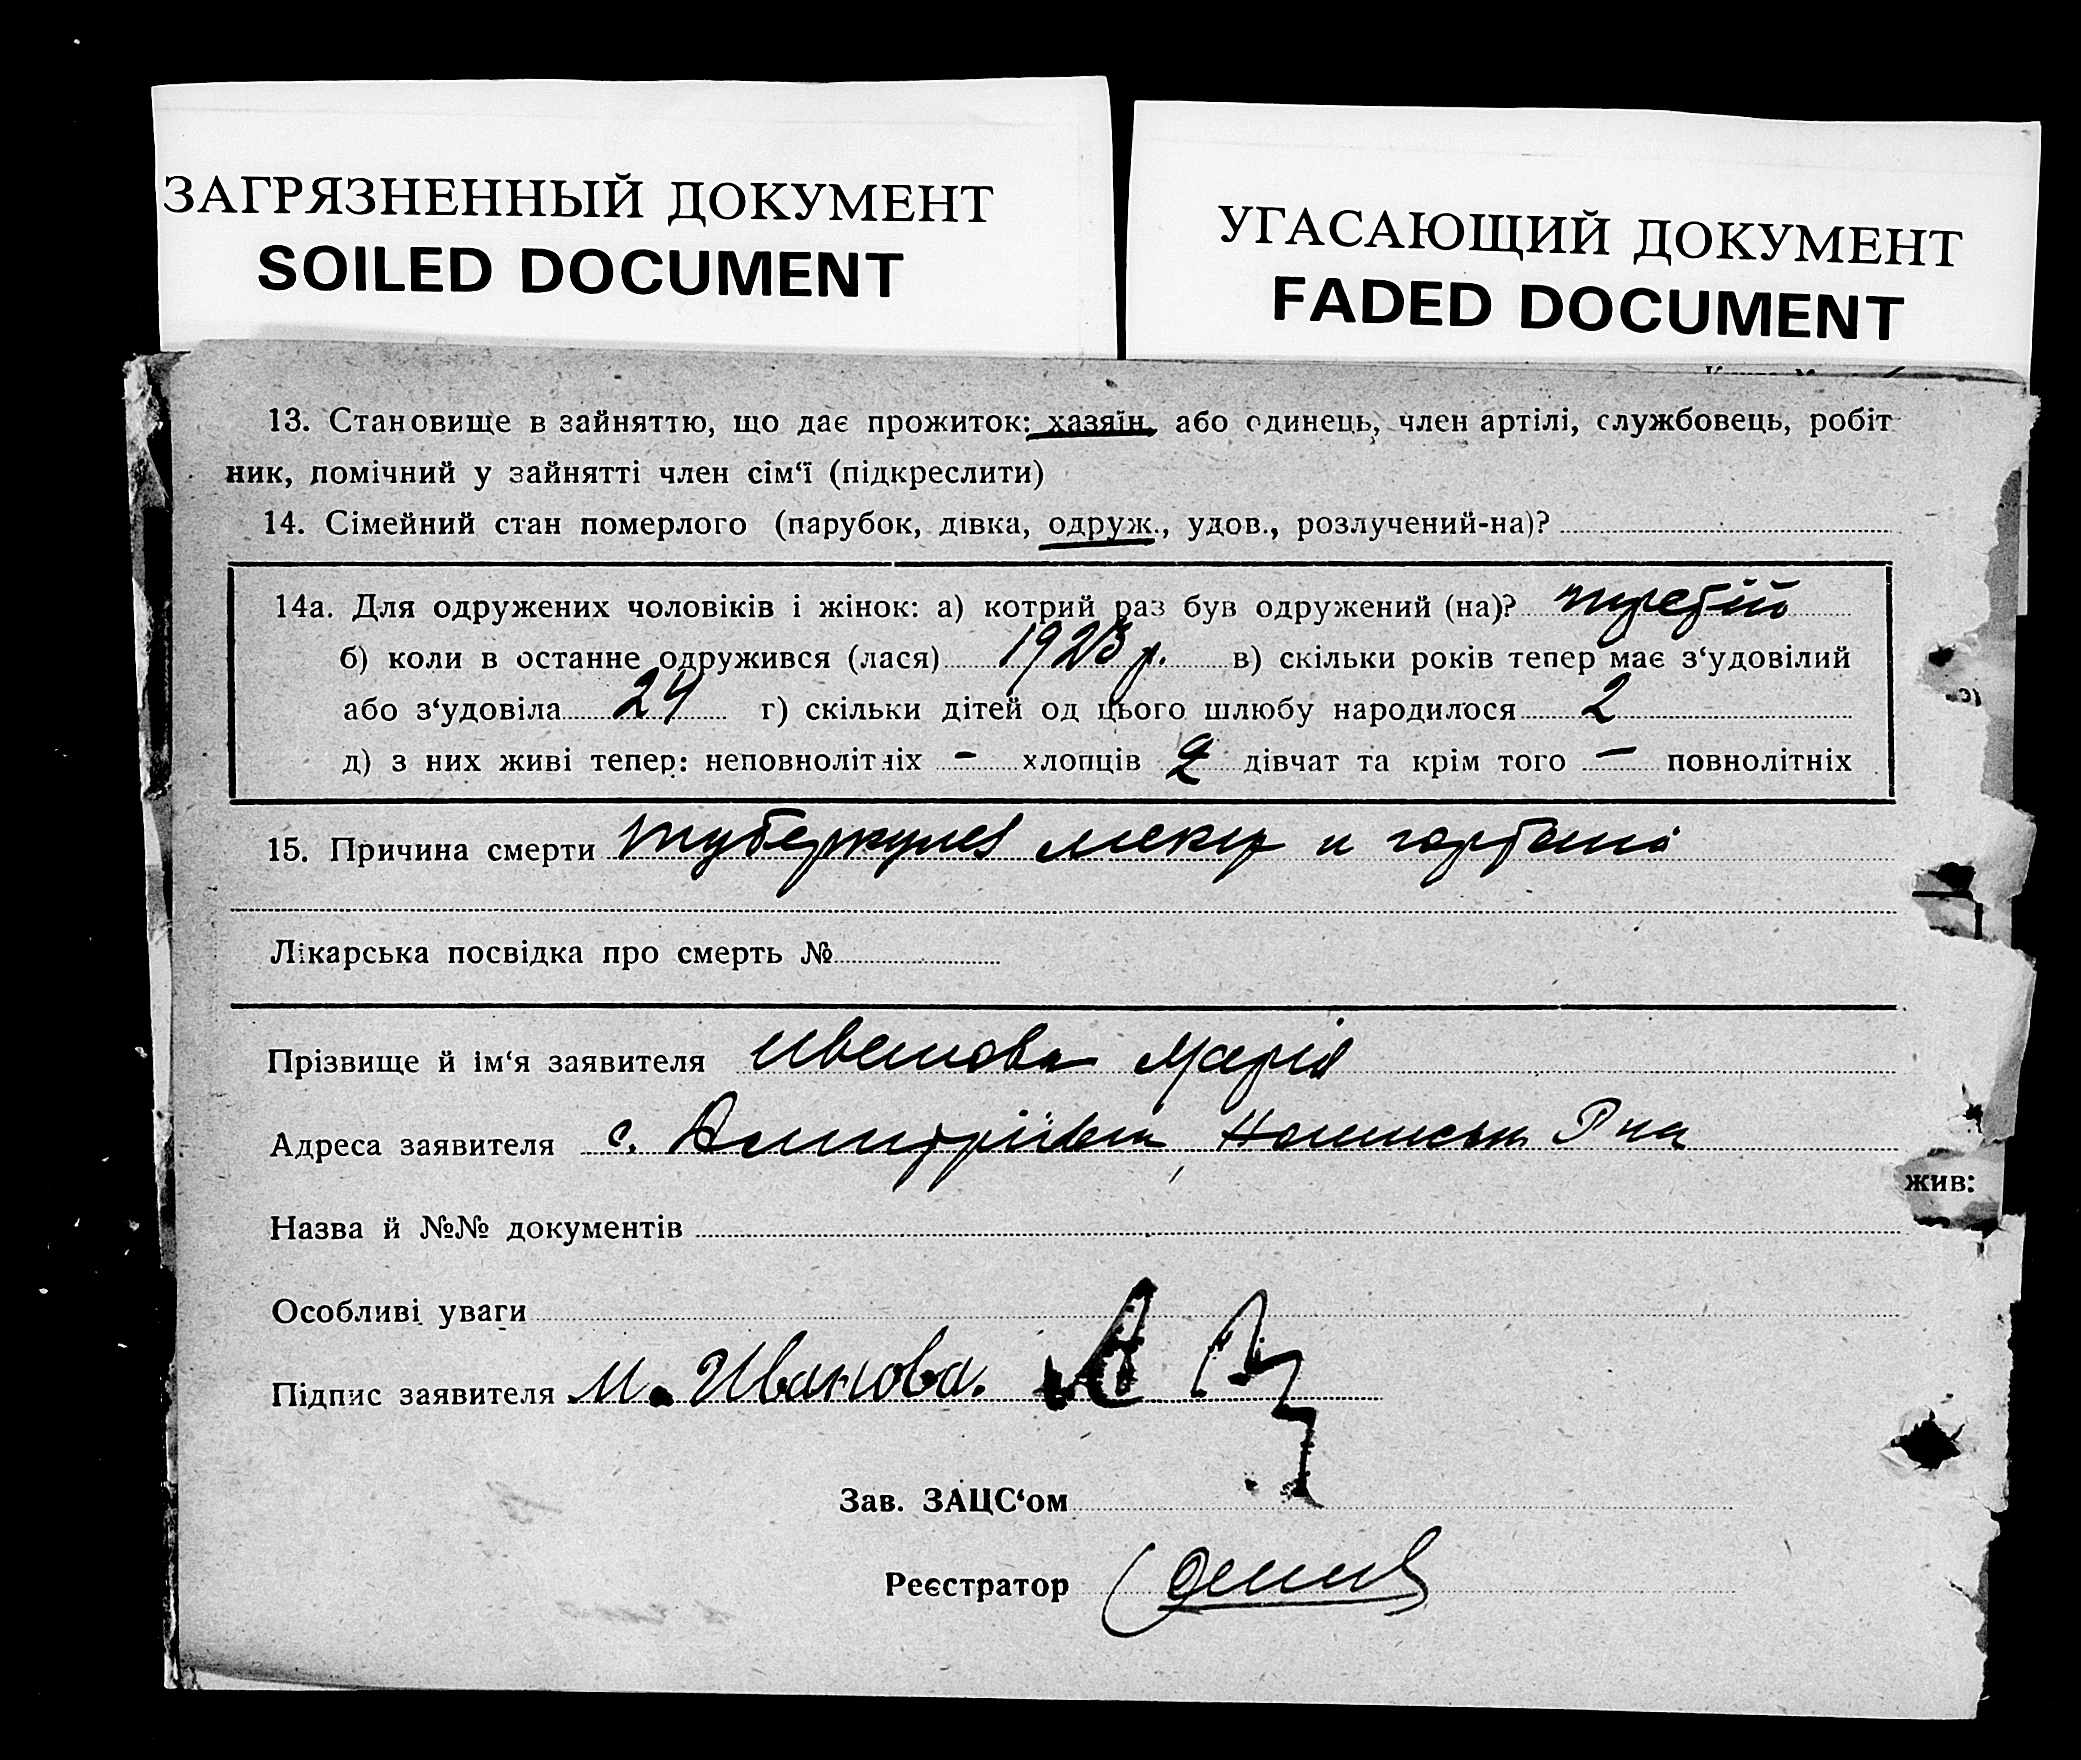 ЗАГРЯЗНЕННЫЙ ДОКУМЕНТ
SOILED DOCUMENT
УГАСАЮЩИЙ ДОКУМЕНТ
FADED DOCUMENT
13. Становище в зайняттю, що дає прожиток: хазяїн, або одинець, член артілі, службовець, робіт
ник, помічний у зайнятті член сім‘ї (підкреслити)
14. Сімейний стан померлого (парубок, дівка, одруж., удов., розлучений-на)?
14а. Для одружених чоловіків і жінок: а) котрий раз був одружений (на)?
б) коли в останнє одружився (лася) р. в) скільки років тепер має з‘удовілий
або з‘удовіла 24 г) скільки дітей од цього шлюбу народилося 2
д) з них живі тепер: неповнолітніх - хлопців 2 дівчат та крім того - повнолітніх
15. Причина смерти туберкулез
Лікарська посвідка про смерть №
Прізвище й ім‘я заявителя Иванова Марія
Адреса заявителя с.
жив:
Назва й №№ документів
Особливі уваги
Підпис заявителя М. Иванова.
Зав. ЗАЦС‘ом
Реєстратор